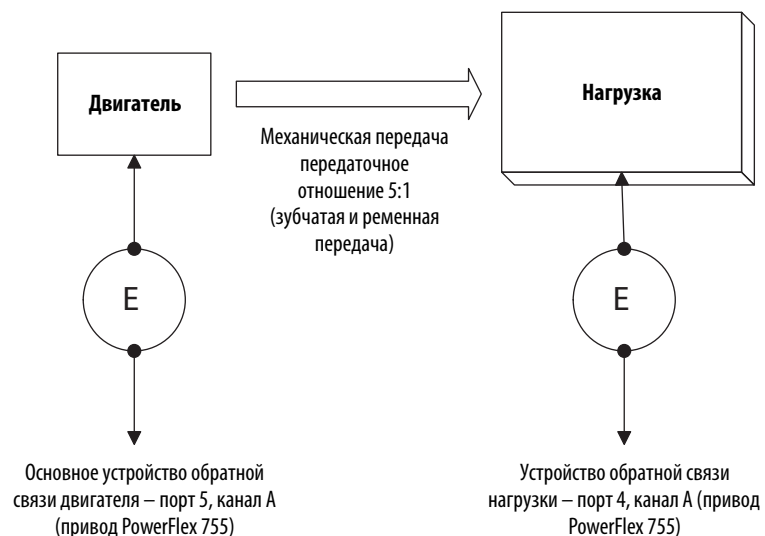 Двигатель
Нагрузка
Механическая передача
передаточное
отношение 5:1
(зубчатая и ременная
передача)
E
E
Основное устройство обратной
связи двигателя – порт 5, канал A
(привод PowerFlex 755)
Устройство обратной связи
нагрузки – порт 4, канал A (привод
PowerFlex 755)